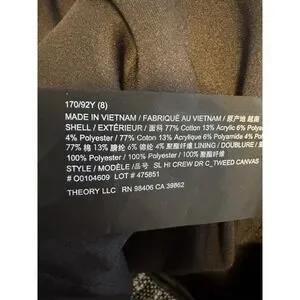 170/92Y (8)
MADE IN VIETNAM / FABRIQUÉ AU VIETNAM / 原产地 越南
SHELL / EXTÉRIEUR / 面料 77% Cotton 13% Acrylic 6% Polyamide
4% Polyester / 77% Coton 13% Acrylique 6% Polyamide 4% Polyester
77% 棉 13% 腈纶 6% 锦纶 4% 聚酯纤维 LINING / DOUBLURE /
100% Polyester / 100% Polyester / 100% 聚酯纤维
STYLE / MODÈLE/ 品号 SL HI CREW DR C_TWEED CANVAS
# O0104609 LOT # 475851
THEORY LLC RN 98406 CA 39862